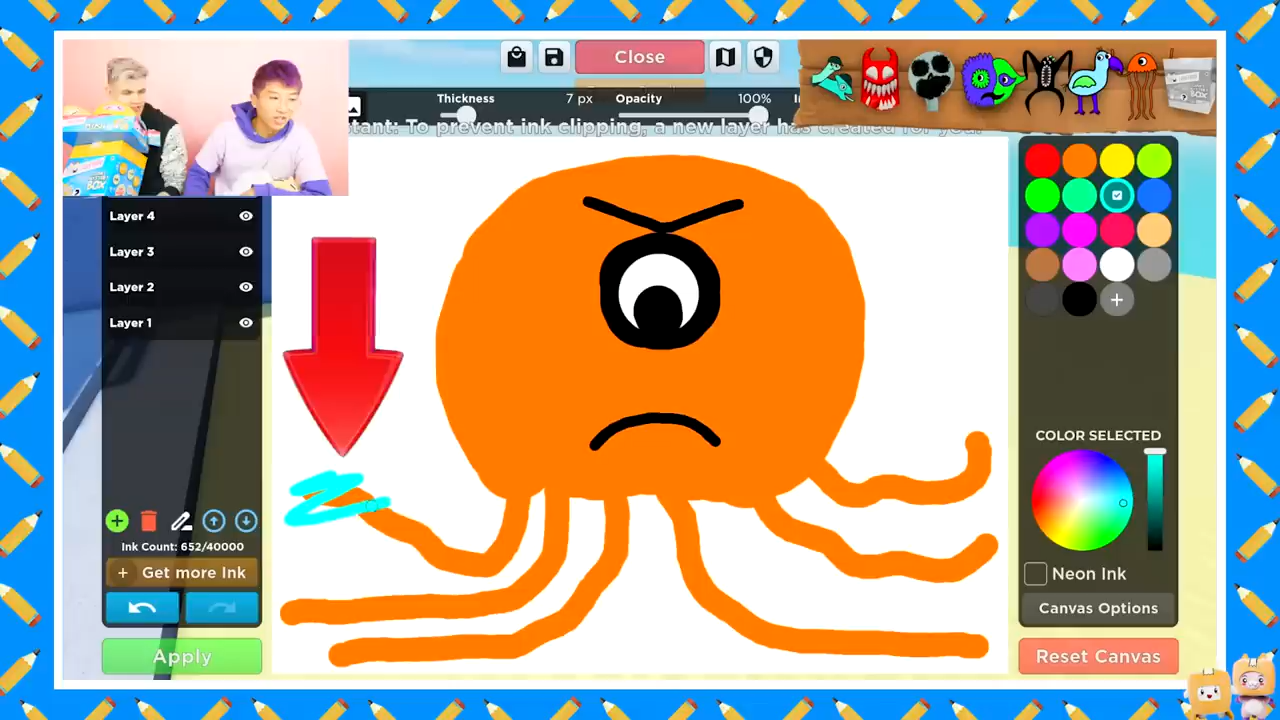 Close
Thickness 7 px Opacity 100%
tant: To prevent ink clipping, a new layer has created for you.
Layer 4
Layer 3
Layer 2
Layer 1
COLOR SELECTED
Ink Count: 652/40000
+ Get more Ink
Neon Ink
Canvas Options
Apply
Reset Canvas
BOX